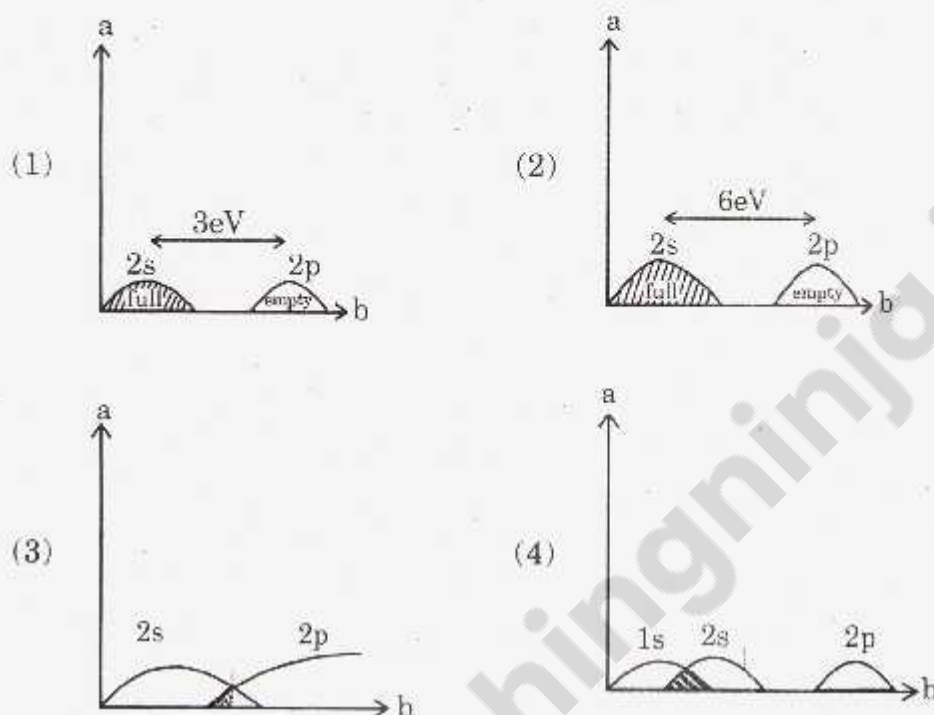 a
(1)
3eV
2s
2p
full
empty
b
a
(2)
6eV
2s
2p
full
empty
b
a
(3)
2s
2p
b
a
(4)
1s
2s
2p
b
hingninja